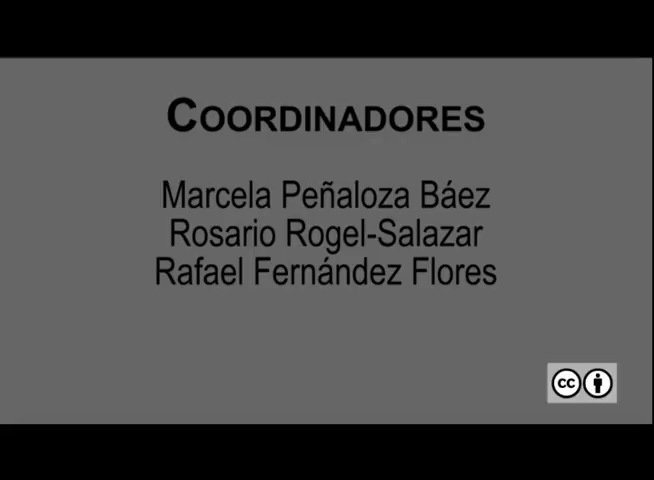 COORDINADORES
Marcela Peñaloza Báez
Rosario Rogel-Salazar
Rafael Fernández Flores
cc